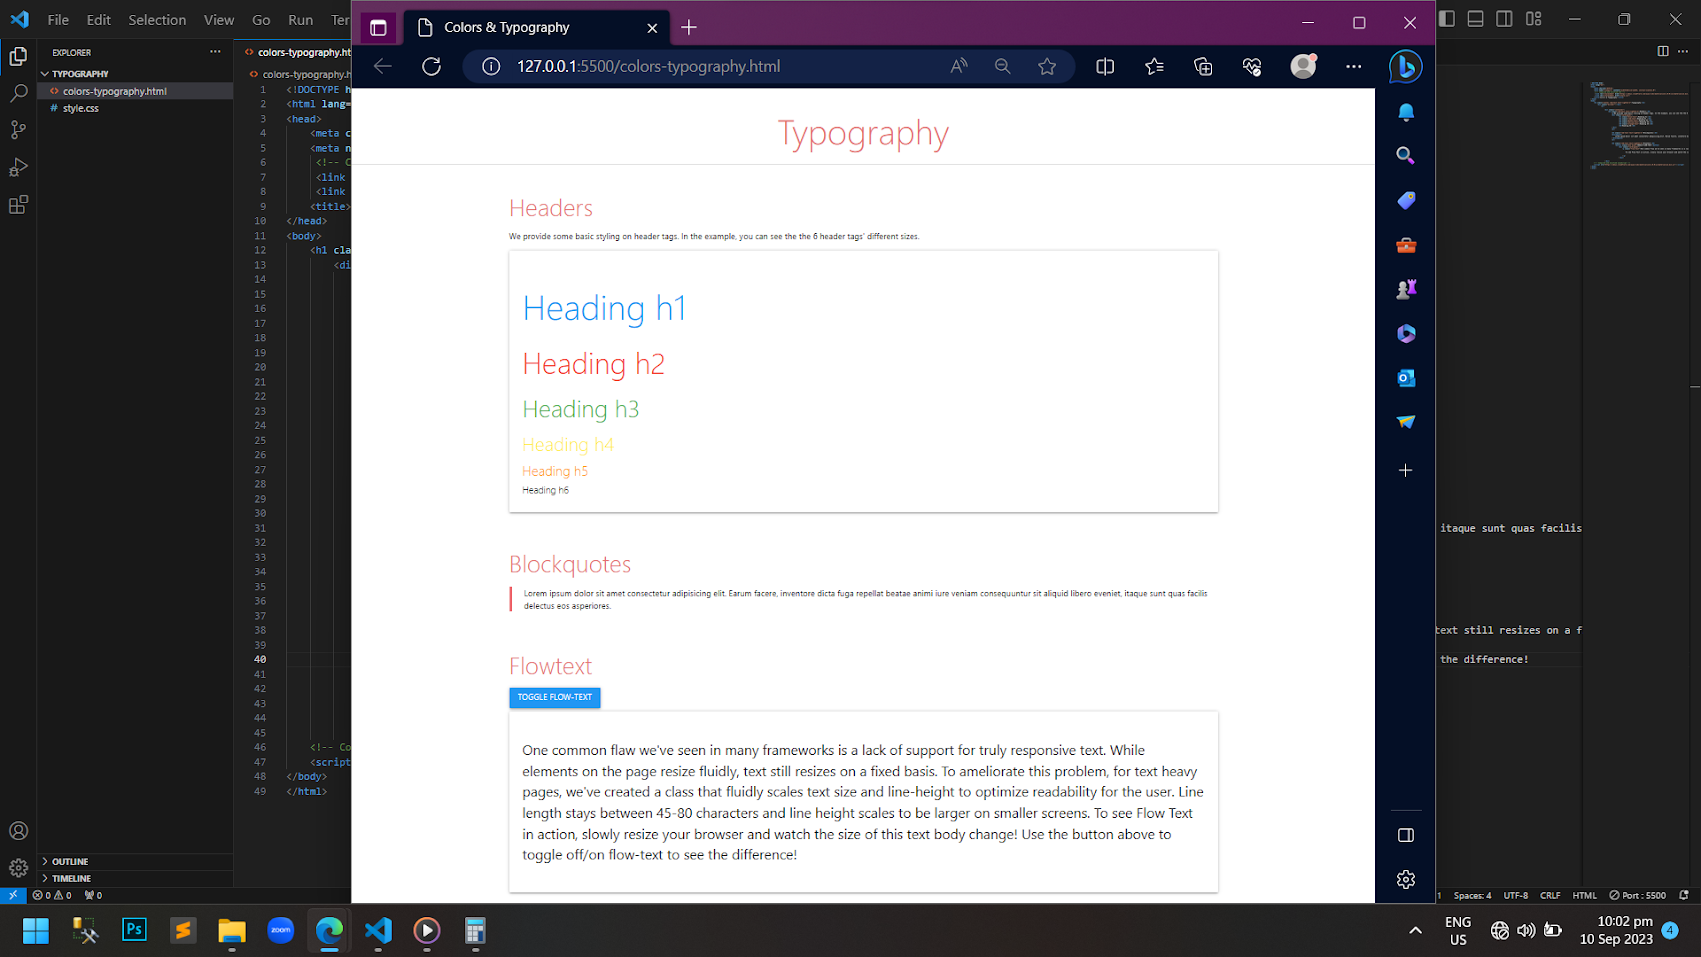 File Edit Selection View Go Run Ter
Colors & Typography
127.0.0.1:5500/colors-typography.html
EXPLORER
TYPOGRAPHY
colors-typography.html
# style.css
OUTLINE
TIMELINE
colors-typography.ht
colors-typography.h
1 <!DOCTYPE h
2 <html lang=
3 <head>
4 <meta c
5 <meta n
6 <!-- C
7 <link
8 <link
9 <title>
10 </head>
11 <body>
12 <h1 cla
13 <di
14
15
16
17
18
19
20
21
22
23
24
25
26
27
28
29
30
31
32
33
34
35
36
37
38
39
40
41
42
43
44
45
46 <!-- Co
47 <script
48 </body>
49 </html>
Typography
Headers
We provide some basic styling on header tags. In the example, you can see the the 6 header tags' different sizes.
Heading h1
Heading h2
Heading h3
Heading h4
Heading h5
Heading h6
Blockquotes
Lorem ipsum dolor sit amet consectetur adipisicing elit. Earum facere, inventore dicta fuga repellat beatae animi iure veniam consequuntur sit aliquid libero eveniet, itaque sunt quas facilis
delectus eos asperiores.
Flowtext
TOGGLE FLOW-TEXT
One common flaw we've seen in many frameworks is a lack of support for truly responsive text. While
elements on the page resize fluidly, text still resizes on a fixed basis. To ameliorate this problem, for text heavy
pages, we've created a class that fluidly scales text size and line-height to optimize readability for the user. Line
length stays between 45-80 characters and line height scales to be larger on smaller screens. To see Flow Text
in action, slowly resize your browser and watch the size of this text body change! Use the button above to
toggle off/on flow-text to see the difference!
itaque sunt quas facilis
text still resizes on a f
the difference!
0 0 0
Spaces: 4 UTF-8 CRLF HTML Port : 5500
Ps
zoom
ENG
US
10:02 pm
10 Sep 2023
4